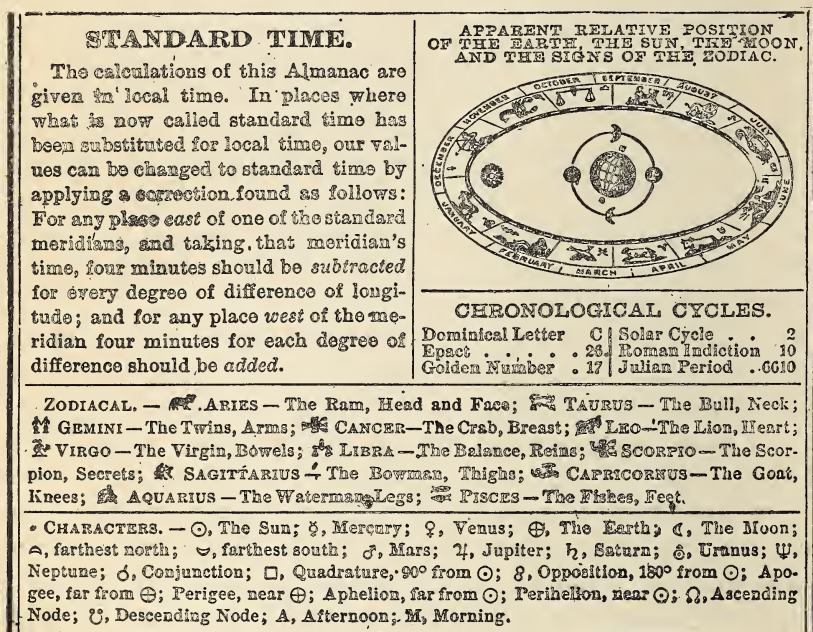 STANDARD TIME.
The calculations of this Almanac are
given in local time. In places where
what is now called standard time has
been substituted for local time, our val-
ues can be changed to standard time by
applying a correction found as follows:
For any place east of one of the standard
meridians, and taking that meridian's
time, four minutes should be subtracted
for every degree of difference of longi-
tude; and for any place west of the me-
ridian four minutes for each degree of
difference should be added.
APPARENT RELATIVE POSITION
OF THE EARTH, THE SUN, THE MOON,
AND THE SIGNS OF THE ZODIAC.
OCTOBER
SEPTEMBER
AUGUST
JULY
JUNE
MAY
APRIL
MARCH
FEBRUARY
JANUARY
DECEMBER
NOVEMBER
CHRONOLOGICAL CYCLES.
Dominical Letter C
Epact . . . . . 26
Golden Number . 17
Solar Cycle . . 2
Roman Indiction 10
Julian Period . 6610
ZODIACAL. — ARIES — The Ram, Head and Face; TAURUS — The Bull, Neck;
GEMINI — The Twins, Arms; CANCER — The Crab, Breast; LEO — The Lion, Heart;
VIRGO — The Virgin, Bowels; LIBRA — The Balance, Reins; SCORPIO — The Scor-
pion, Secrets; SAGITTARIUS — The Bowman, Thighs; CAPRICORNUS — The Goat,
Knees; AQUARIUS — The Waterman, Legs; PISCES — The Fishes, Feet.
CHARACTERS. — ☉, The Sun; ☿, Mercury; ♀, Venus; ⊕, The Earth; ☾, The Moon;
, farthest north; , farthest south; ♂, Mars; ♃, Jupiter; ♄, Saturn; ♅, Uranus; ♆,
Neptune; ☌, Conjunction; □, Quadrature, 90° from ☉; ☍, Opposition, 180° from ☉; Apo-
gee, far from ⊕; Perigee, near ⊕; Aphelion, far from ☉; Perihelion, near ☉; ☊, Ascending
Node; ☋, Descending Node; A, Afternoon; M, Morning.